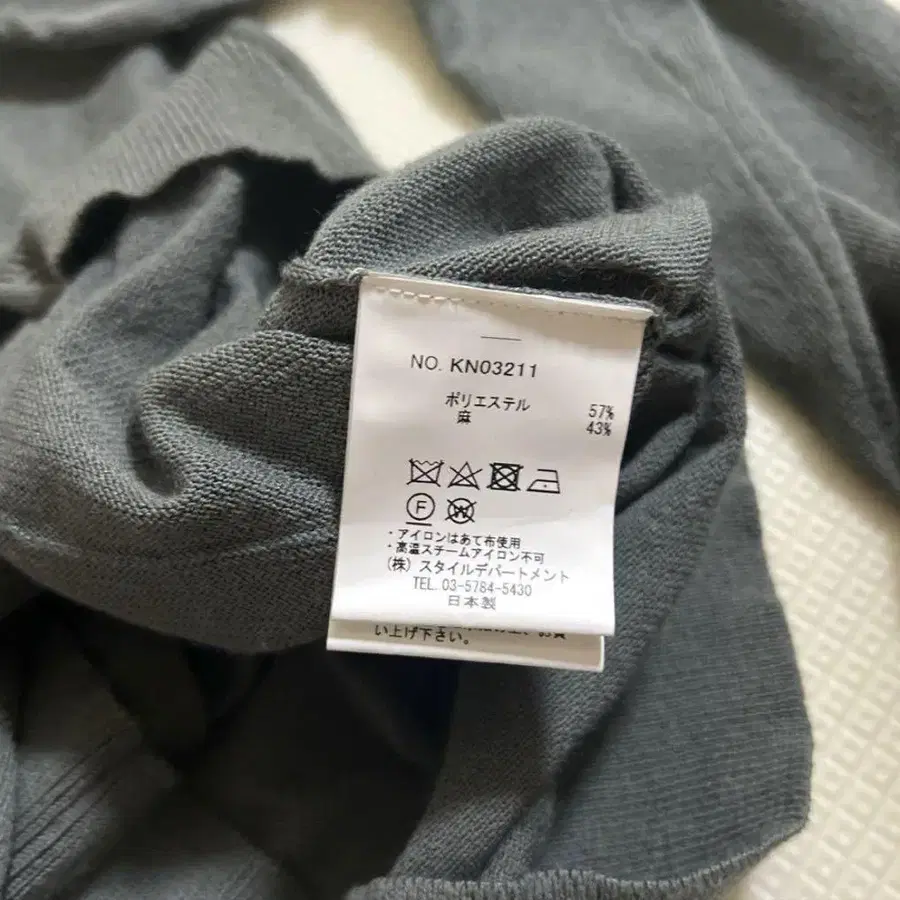 NO. KN03211
ポリエステル 57%
麻 43%
F W
・アイロンはあて布使用
・高温スチームアイロン不可
(株) スタイルデパートメント
TEL. 03-5784-5430
日本製
い上げ下さい。